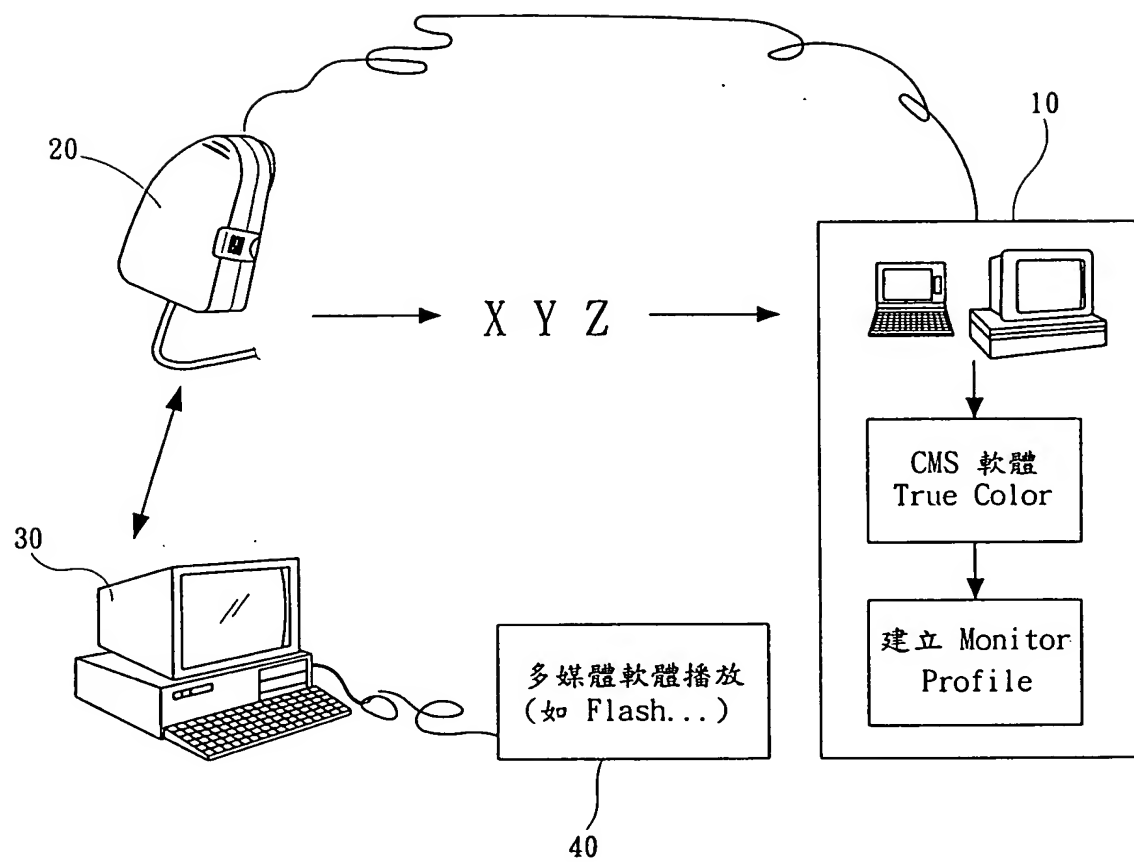 10
20
X Y Z
CMS 軟體
True Color
30
建立 Monitor
Profile
多媒體軟體播放
(如 Flash...)
40